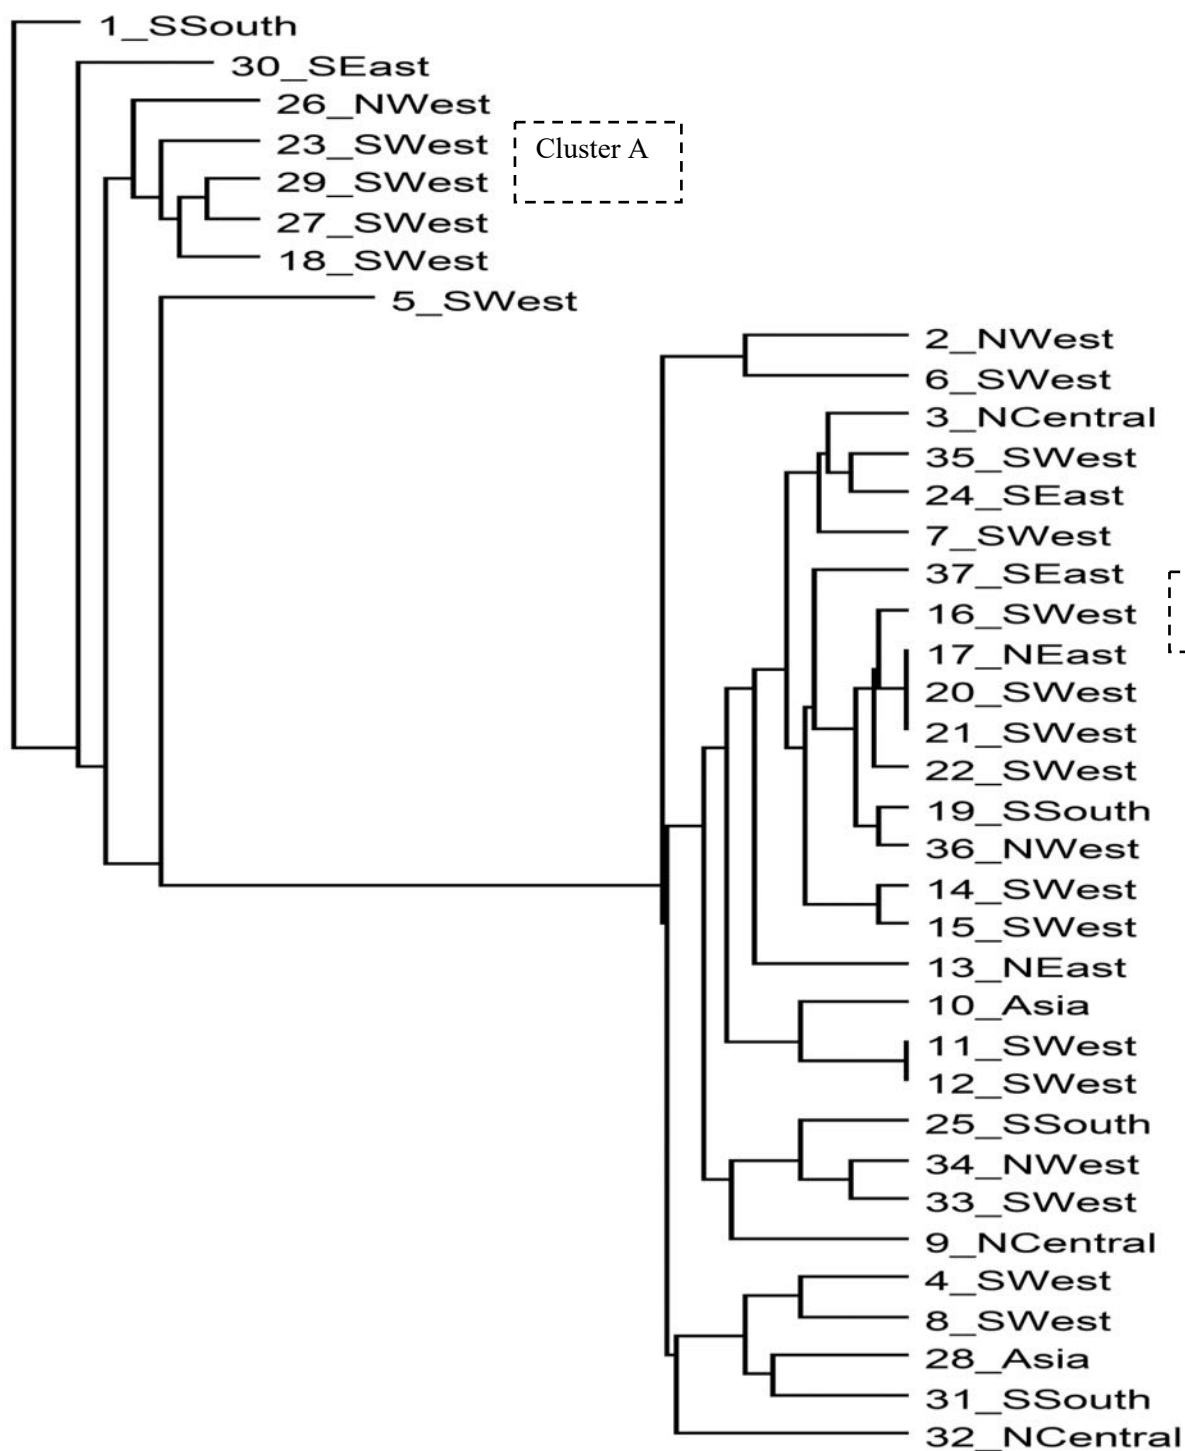 1_SSouth
30_SEast
26_NWest
23_SWest
Cluster A
29_SWest
27_SWest
18_SWest
5_SWest
2_NWest
6_SWest
3_NCentral
35_SWest
24_SEast
7_SWest
37_SEast
16_SWest
17_NEast
20_SWest
21_SWest
22_SWest
19_SSouth
36_NWest
14_SWest
15_SWest
13_NEast
10_Asia
11_SWest
12_SWest
25_SSouth
34_NWest
33_SWest
9_NCentral
4_SWest
8_SWest
28_Asia
31_SSouth
32_NCentral